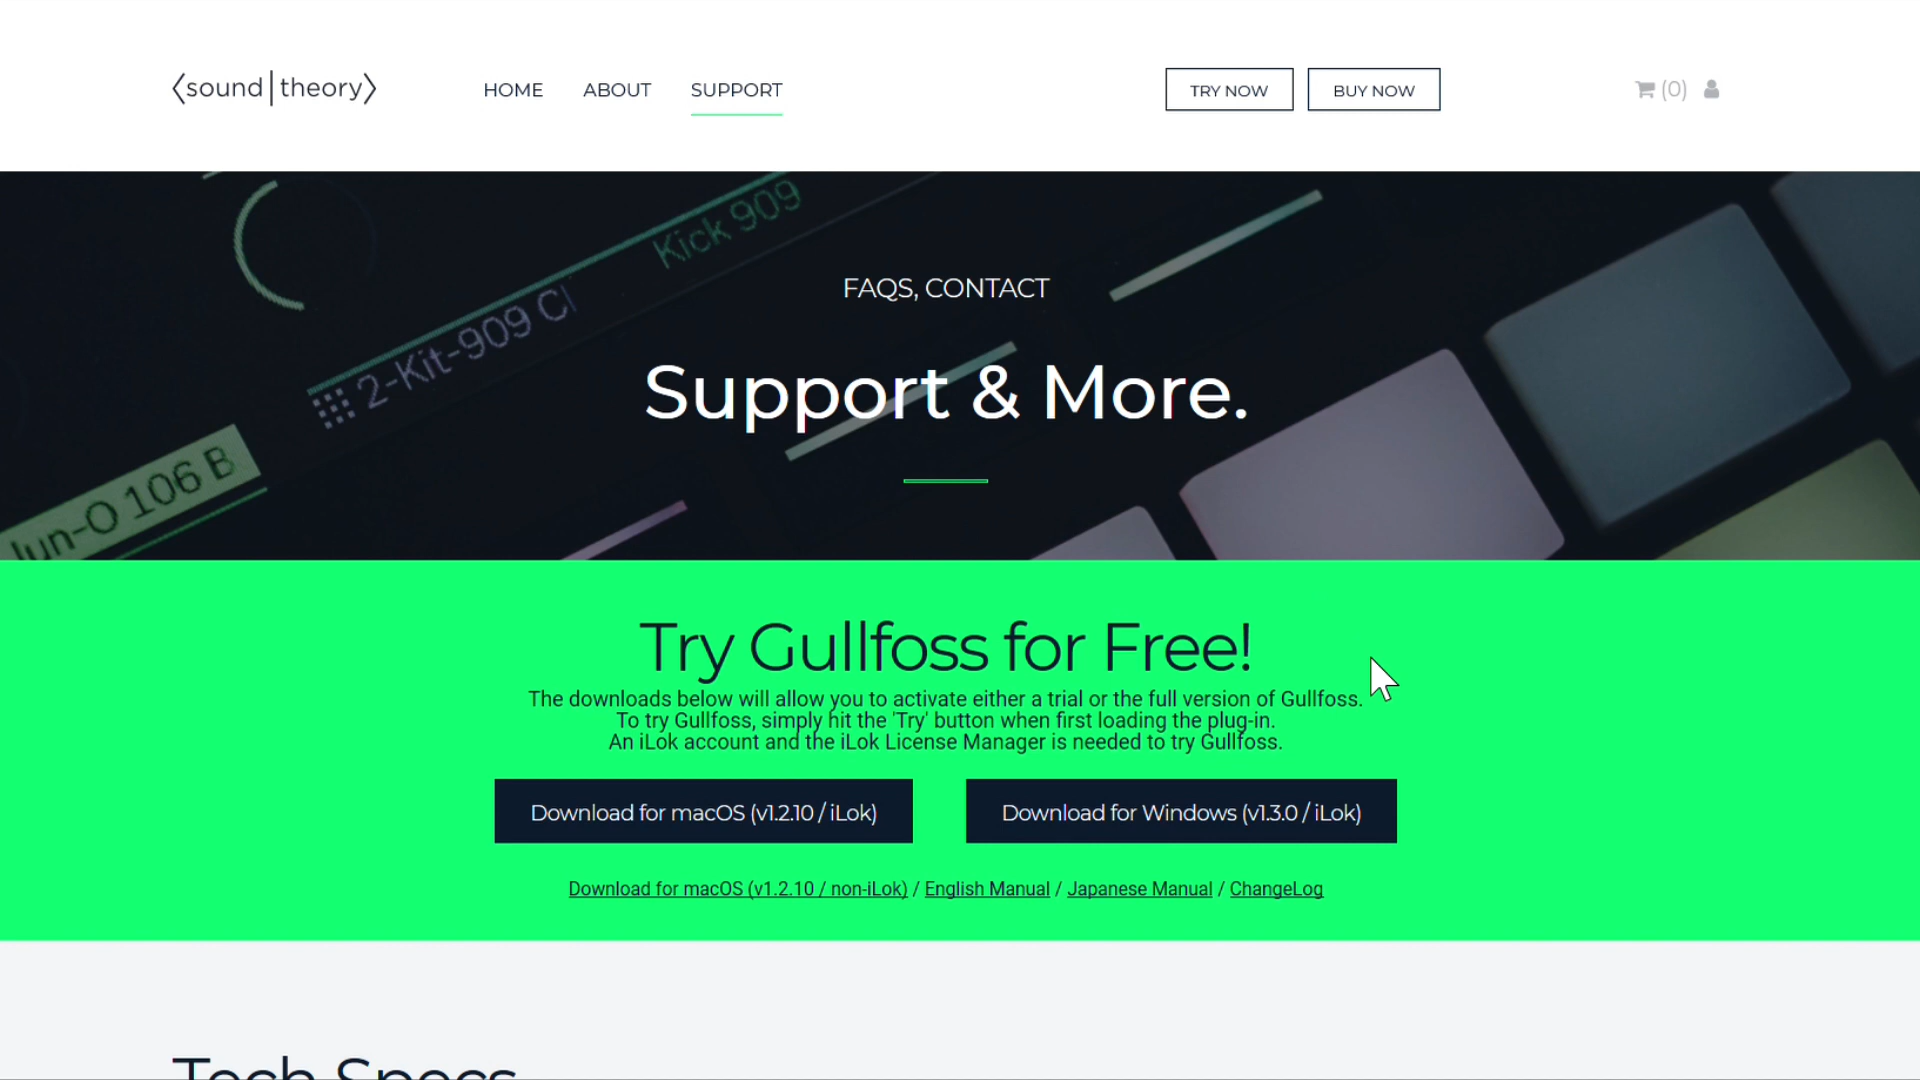 sound|theory
HOME
ABOUT
SUPPORT
TRY NOW
BUY NOW
(0)
Kick 909
2-Kit-909 Cl
Jun-O 106 B
FAQS, CONTACT
Support & More.
Try Gullfoss for Free!
The downloads below will allow you to activate either a trial or the full version of Gullfoss.
To try Gullfoss, simply hit the 'Try' button when first loading the plug-in.
An iLok account and the iLok License Manager is needed to try Gullfoss.
Download for macOS (v1.2.10 / iLok)
Download for Windows (v1.3.0 / iLok)
Download for macOS (v1.2.10 / non-iLok) / English Manual / Japanese Manual / ChangeLog
Tech Specs